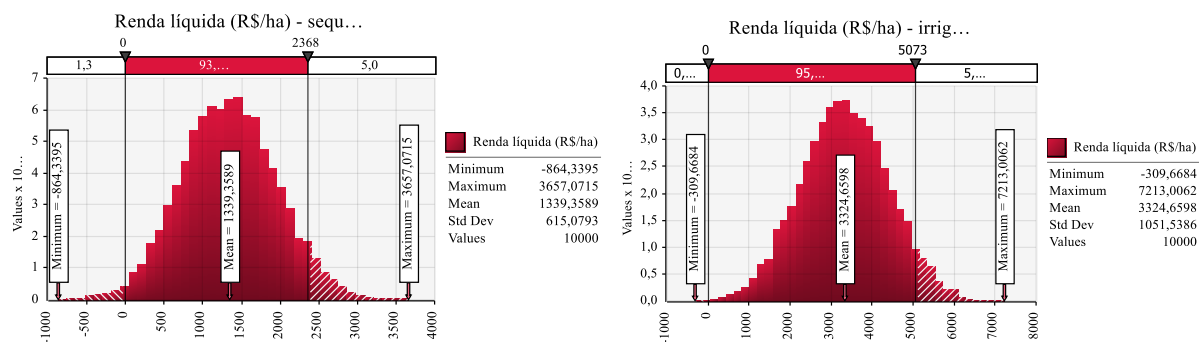 Renda líquida (R$/ha) - sequ…
0 2368
1,3 93,… 5,0
7
6
5
4
3
2
1
0
Values x 10…
Minimum = -864,3395
Mean = 1339,3589
Maximum = 3657,0715
-1000 -500 0 500 1000 1500 2000 2500 3000 3500 4000
Renda líquida (R$/ha)
Minimum -864,3395
Maximum 3657,0715
Mean 1339,3589
Std Dev 615,0793
Values 10000
Renda líquida (R$/ha) - irrig…
0 5073
0,… 95,… 5,…
4,0
3,5
3,0
2,5
2,0
1,5
1,0
0,5
0,0
Values x 10…
Minimum = -309,6684
Mean = 3324,6598
Maximum = 7213,0062
-1000 0 1000 2000 3000 4000 5000 6000 7000 8000
Renda líquida (R$/ha)
Minimum -309,6684
Maximum 7213,0062
Mean 3324,6598
Std Dev 1051,5386
Values 10000